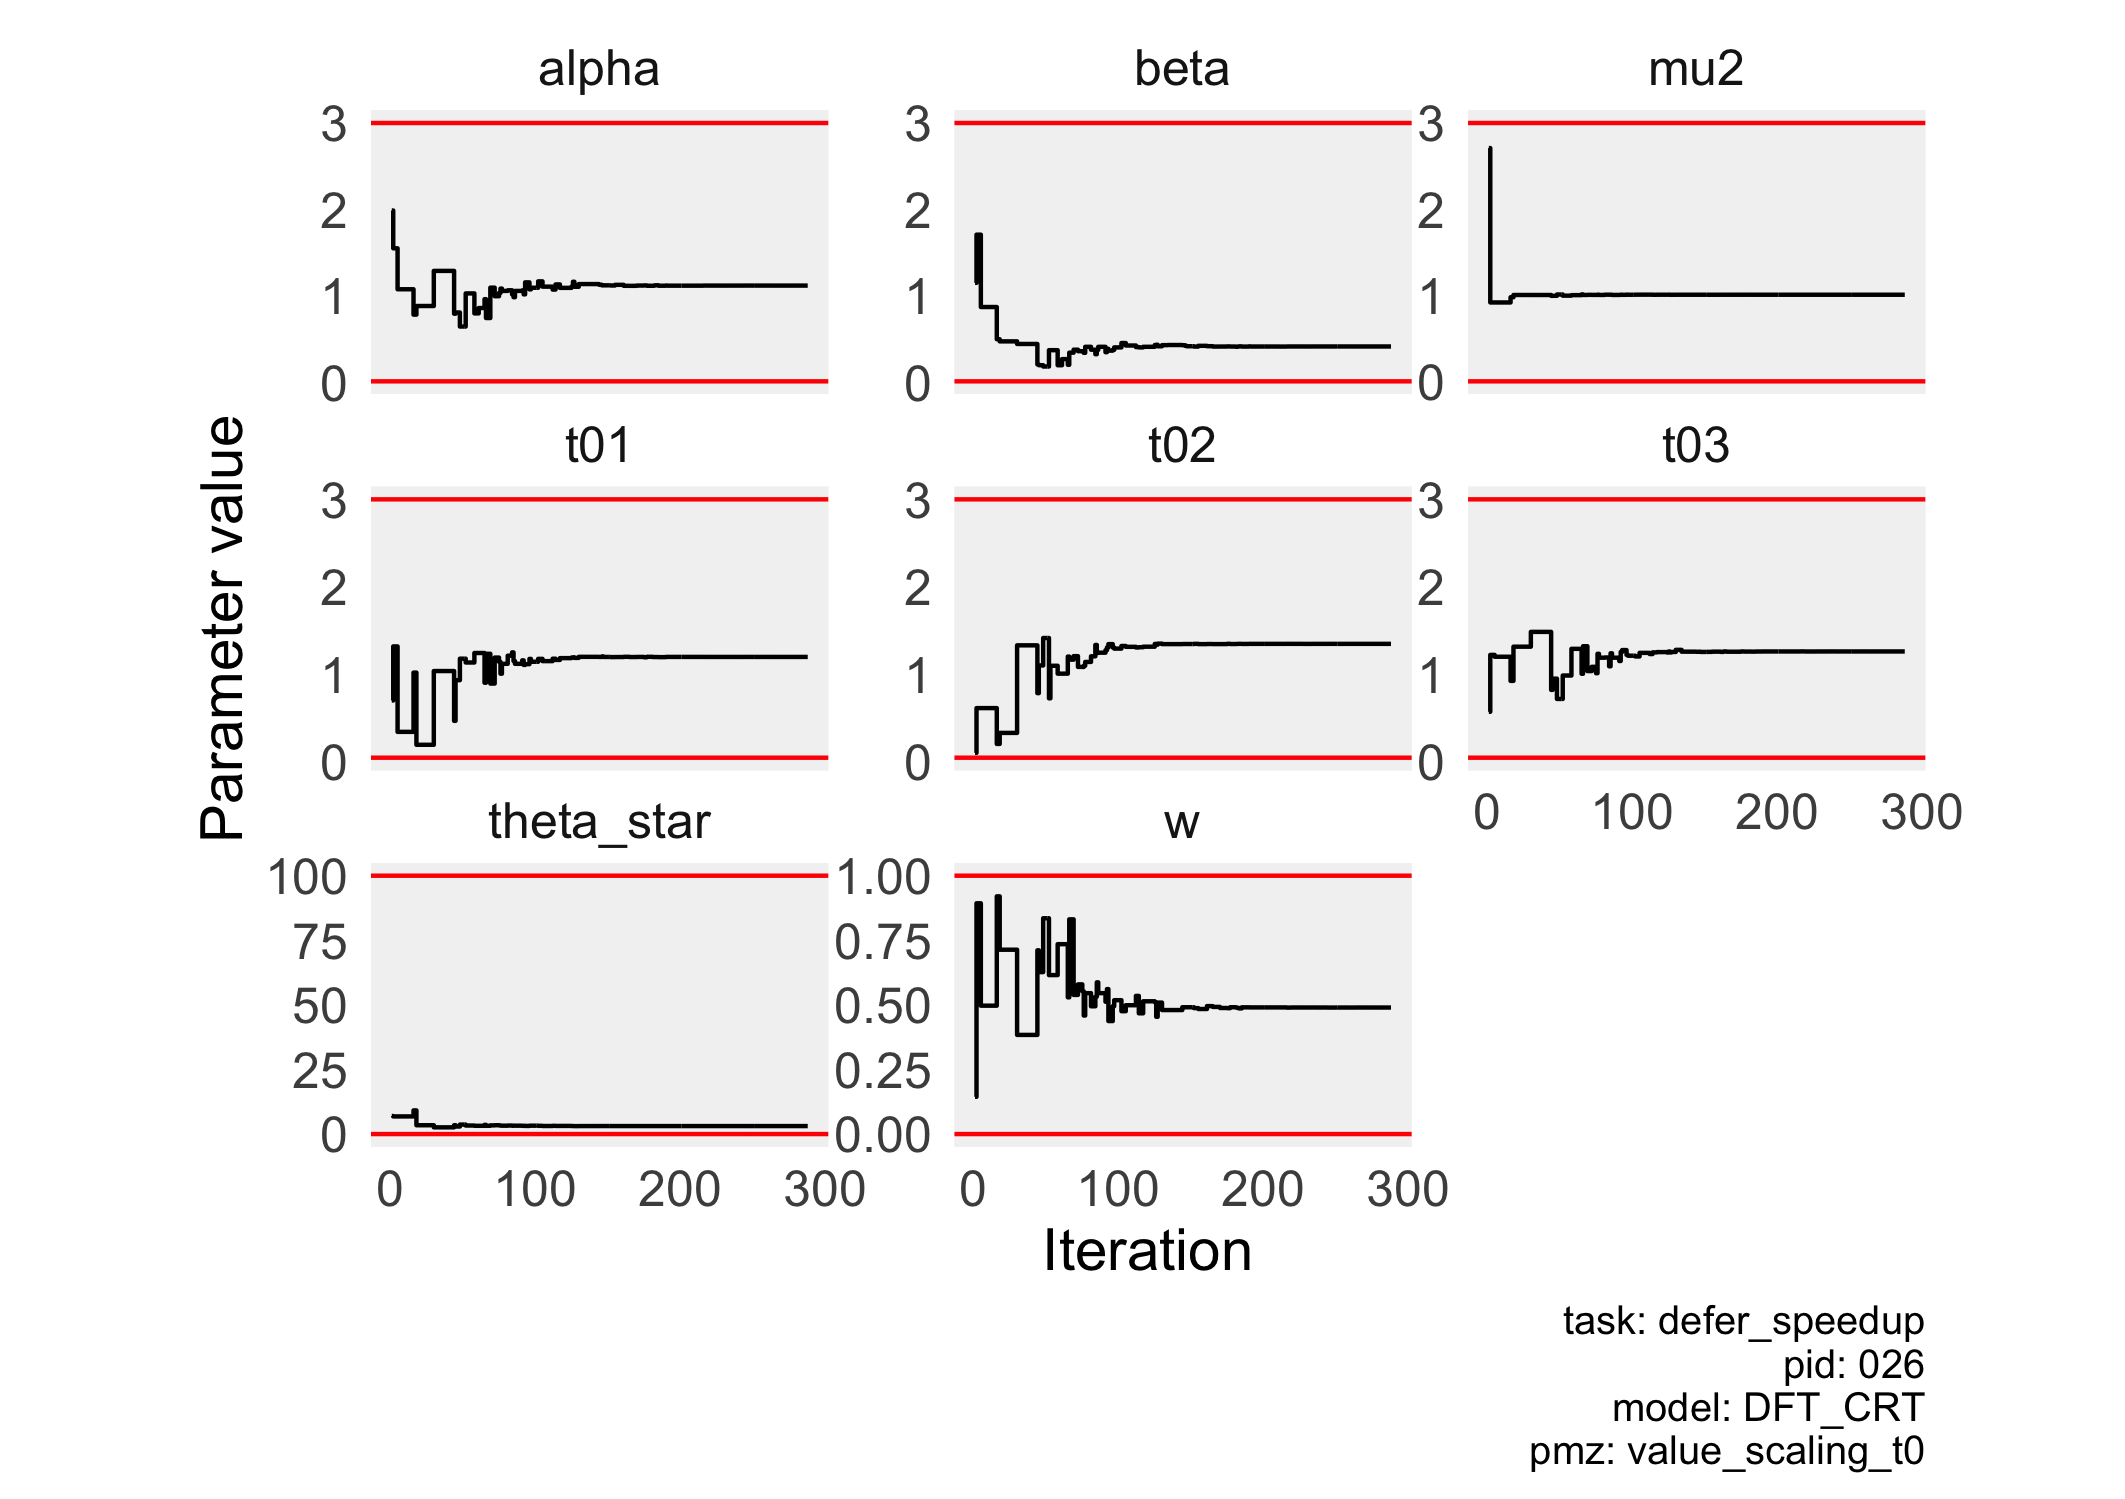 alpha beta mu2
3 3 3
2 2 2
1 1 1
0 0 0
t01 t02 t03
3 3 3
2 2 2
1 1 1
0 0 0
0 100 200 300
theta_star w
100 1.00
75 0.75
50 0.50
25 0.25
0 0.00
0 100 200 300 0 100 200 300
Parameter value
Iteration
task: defer_speedup
pid: 026
model: DFT_CRT
pmz: value_scaling_t0